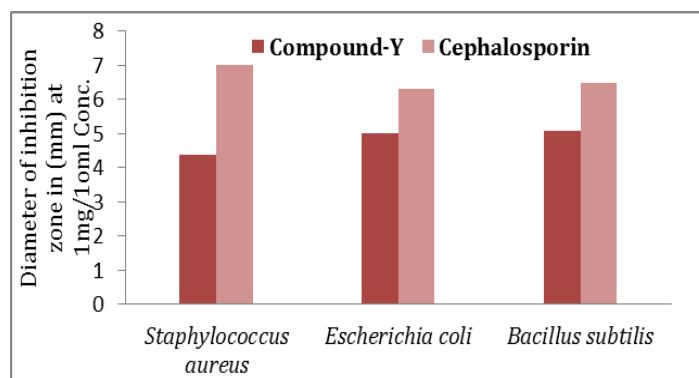 Diameter of inhibition
zone in (mm) at
1mg/1oml Conc.
8
7
6
5
4
3
2
1
0
Compound-Y
Cephalosporin
Staphylococcus
aureus
Escherichia coli
Bacillus subtilis